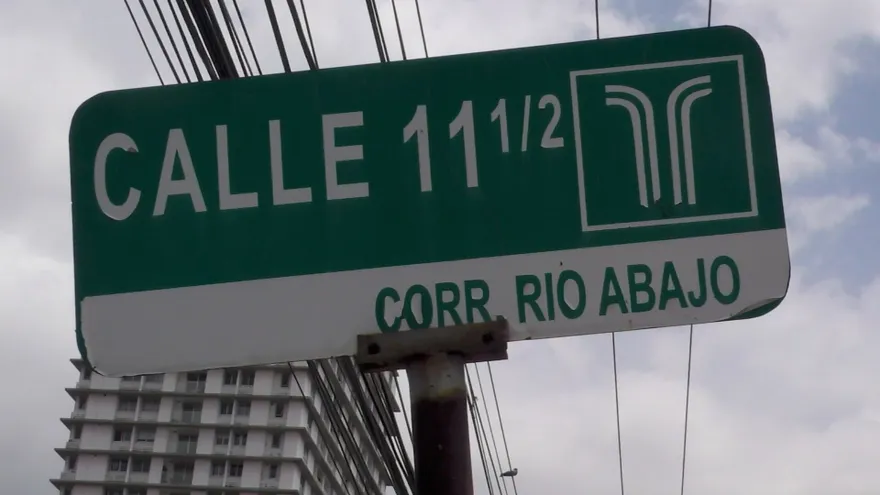 CALLE 11 1/2
CORR. RIO ABAJO